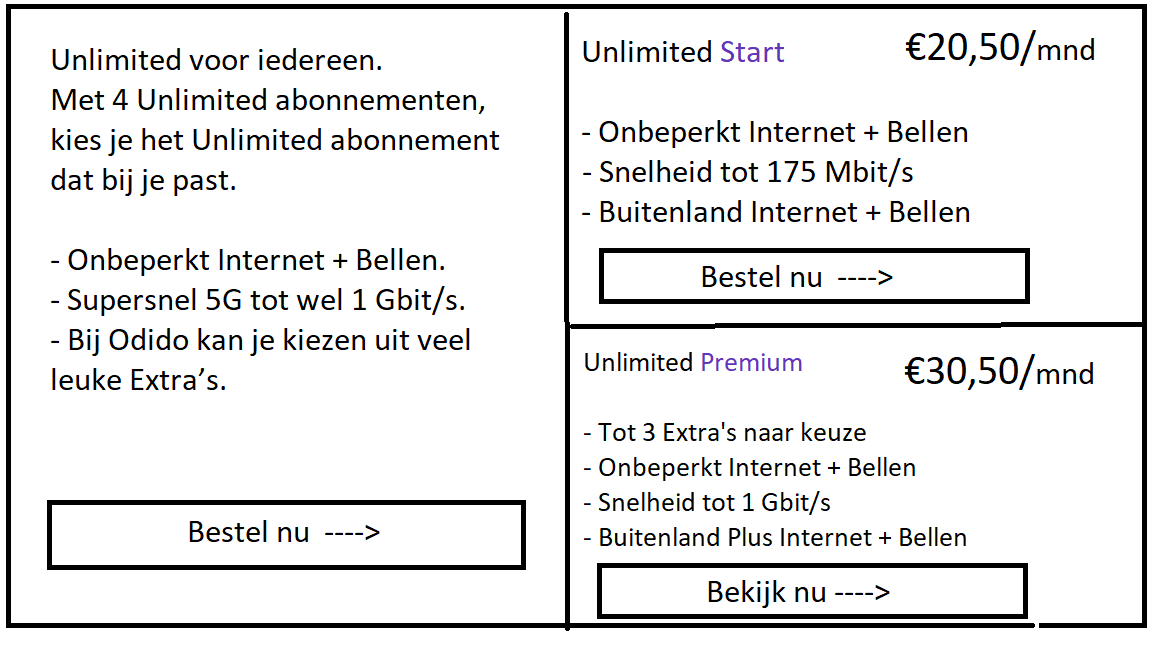 Unlimited voor iedereen.
Met 4 Unlimited abonnementen,
kies je het Unlimited abonnement
dat bij je past.
- Onbeperkt Internet + Bellen.
- Supersnel 5G tot wel 1 Gbit/s.
- Bij Odido kan je kiezen uit veel
leuke Extra’s.
Bestel nu ---->
Unlimited Start €20,50/mnd
- Onbeperkt Internet + Bellen
- Snelheid tot 175 Mbit/s
- Buitenland Internet + Bellen
Bestel nu ---->
Unlimited Premium €30,50/mnd
- Tot 3 Extra's naar keuze
- Onbeperkt Internet + Bellen
- Snelheid tot 1 Gbit/s
- Buitenland Plus Internet + Bellen
Bekijk nu ---->